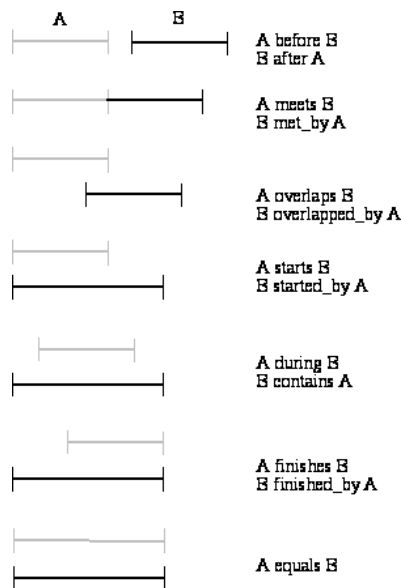 A B
A before B
B after A
A meets B
B met_by A
A overlaps B
B overlapped_by A
A starts B
B started_by A
A during B
B contains A
A finishes B
B finished_by A
A equals B